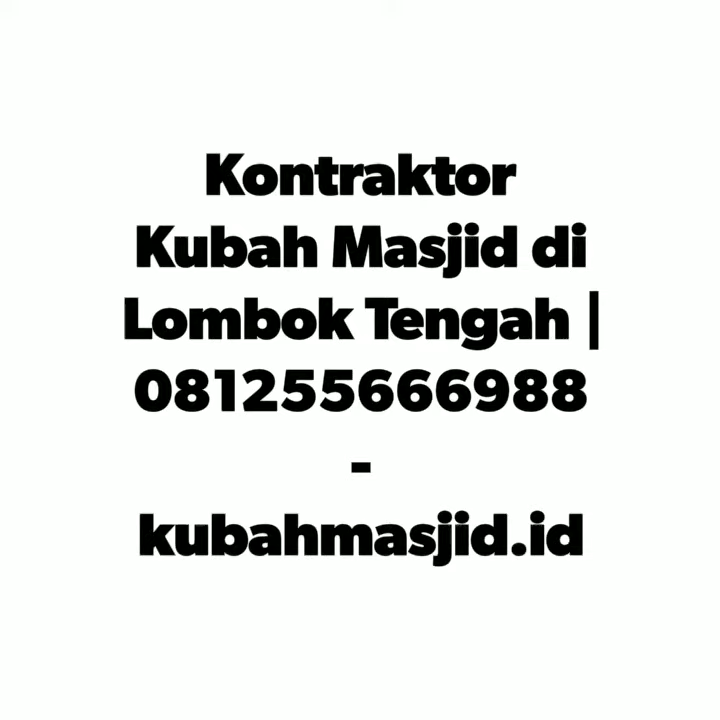 Kontraktor
Kubah Masjid di
Lombok Tengah |
081255666988
-
kubahmasjid.id